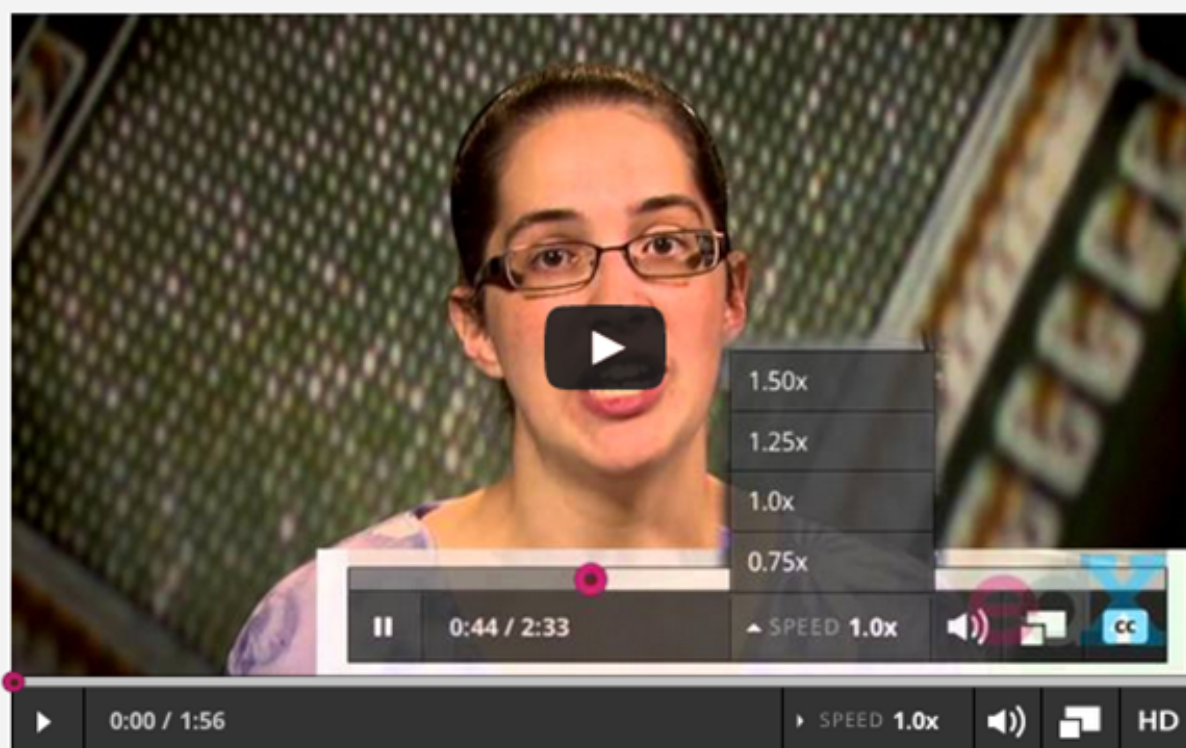 1.50x
1.25x
1.0x
0.75x
0:44 / 2:33
SPEED 1.0x
CC
edX
0:00 / 1:56
SPEED 1.0x
HD